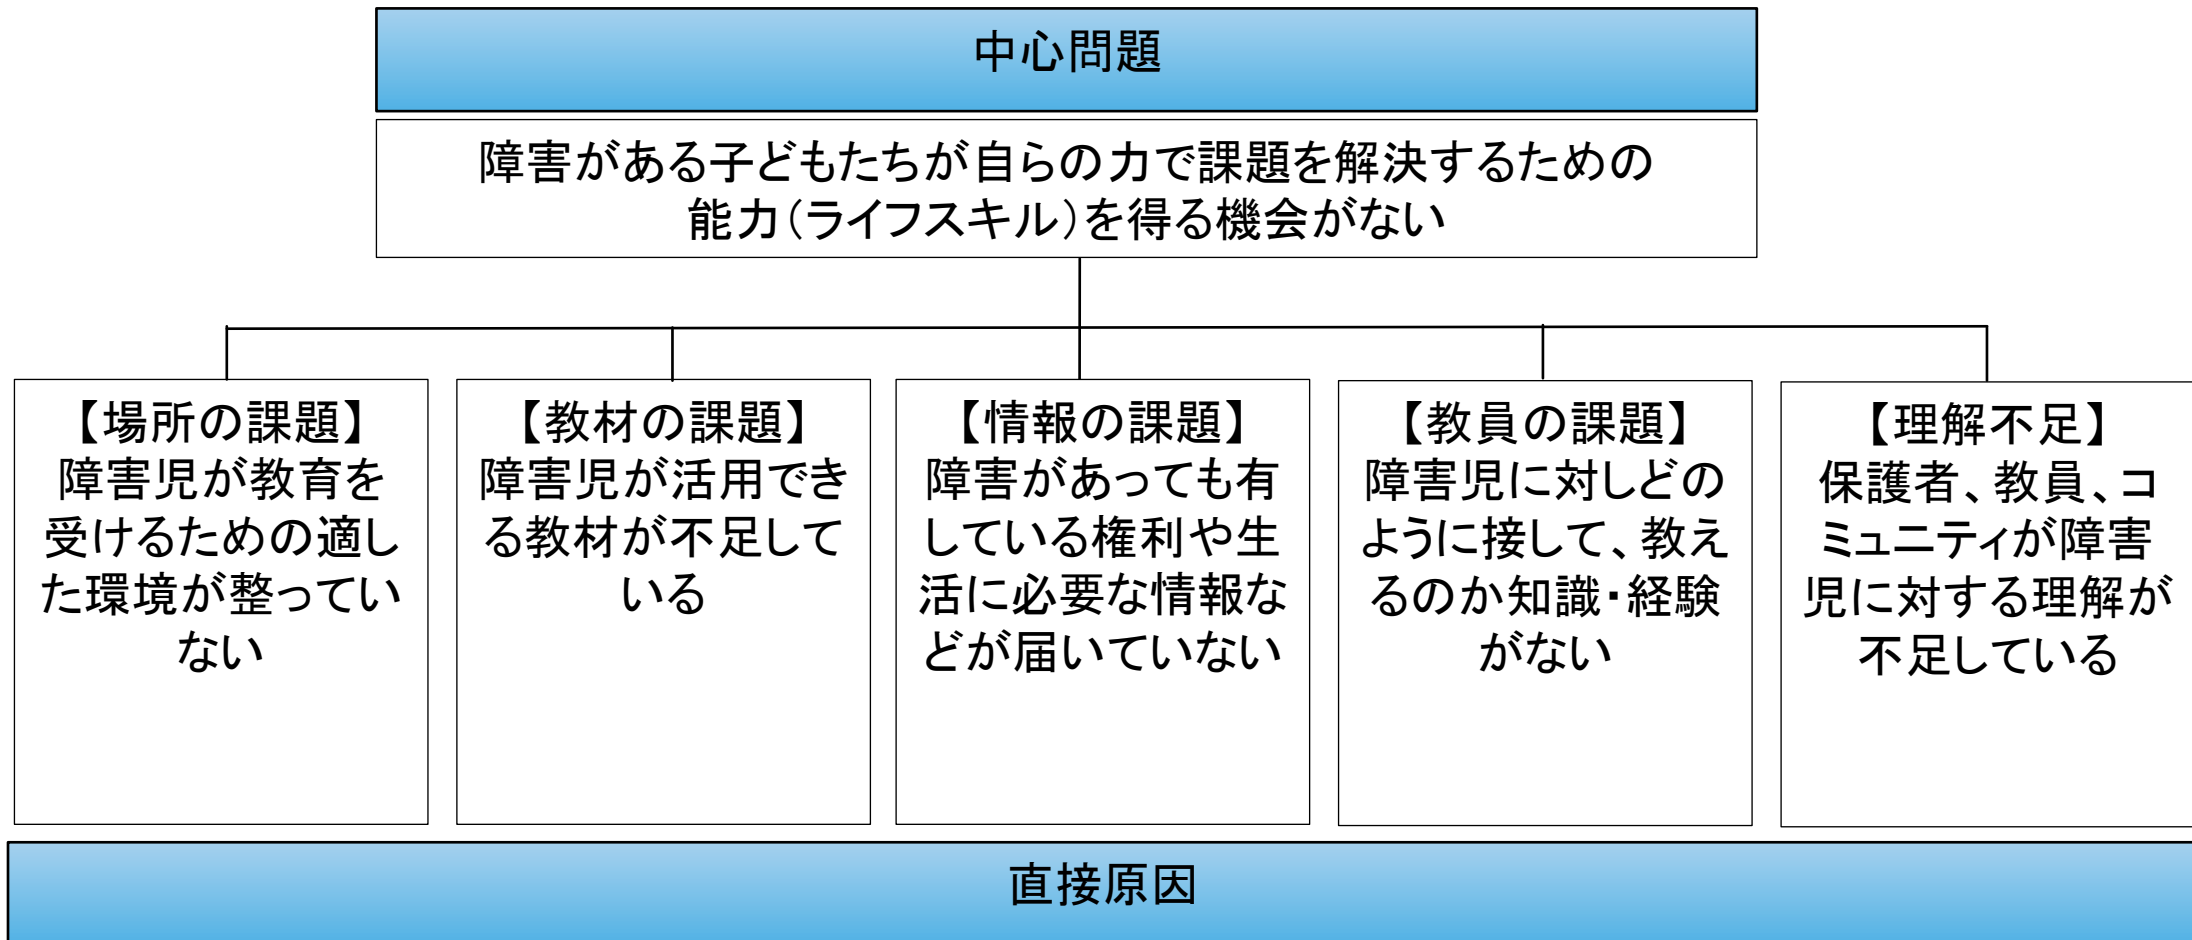 中心問題
障害がある子どもたちが自らの力で課題を解決するための
能力(ライフスキル)を得る機会がない
【場所の課題】
障害児が教育を
受けるための適し
た環境が整ってい
ない
【教材の課題】
障害児が活用でき
る教材が不足して
いる
【情報の課題】
障害があっても有
している権利や生
活に必要な情報な
どが届いていない
【教員の課題】
障害児に対しどの
ように接して、教え
るのか知識・経験
がない
【理解不足】
保護者、教員、コ
ミュニティが障害
児に対する理解が
不足している
直接原因